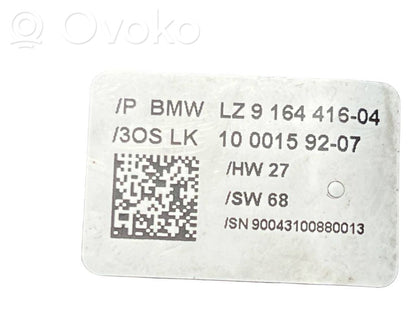 Ovoko
/P BMW LZ 9 164 416-04
/3OS LK 10 0015 92-07
/HW 27
/SW 68
/SN 90043100880013